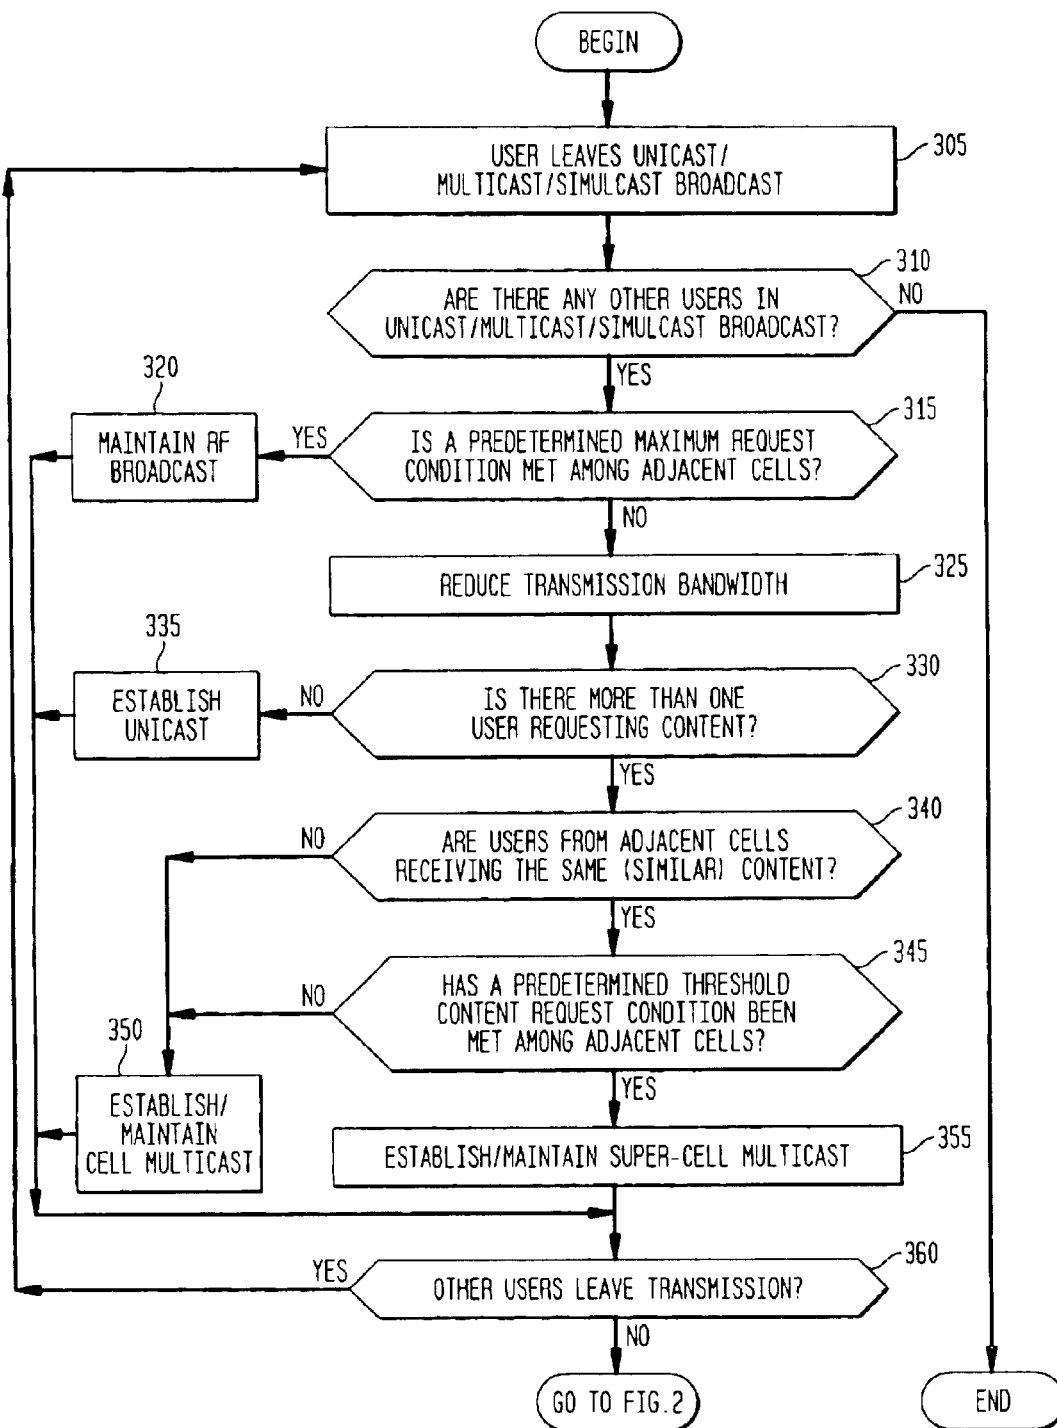 BEGIN
USER LEAVES UNICAST/
MULTICAST/SIMULCAST BROADCAST
305
ARE THERE ANY OTHER USERS IN
UNICAST/MULTICAST/SIMULCAST BROADCAST?
310
NO
YES
320
MAINTAIN RF
BROADCAST
YES
IS A PREDETERMINED MAXIMUM REQUEST
CONDITION MET AMONG ADJACENT CELLS?
315
NO
REDUCE TRANSMISSION BANDWIDTH
325
335
ESTABLISH
UNICAST
NO
IS THERE MORE THAN ONE
USER REQUESTING CONTENT?
330
YES
NO
ARE USERS FROM ADJACENT CELLS
RECEIVING THE SAME (SIMILAR) CONTENT?
340
YES
NO
HAS A PREDETERMINED THRESHOLD
CONTENT REQUEST CONDITION BEEN
MET AMONG ADJACENT CELLS?
345
YES
350
ESTABLISH/
MAINTAIN
CELL MULTICAST
ESTABLISH/MAINTAIN SUPER-CELL MULTICAST
355
YES
OTHER USERS LEAVE TRANSMISSION?
360
NO
GO TO FIG.2
END